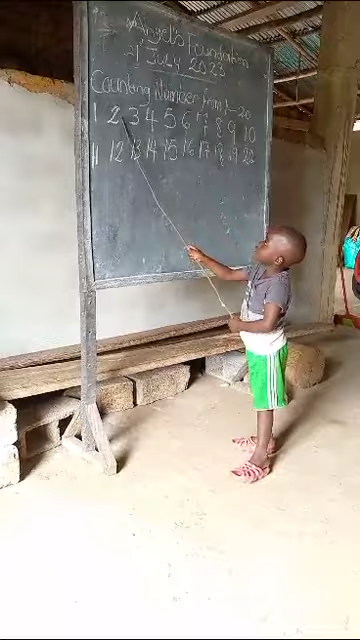 Angel's Foundation
21 July 2023
Counting Number from 1-20
1 2 3 4 5 6 7 8 9 10
11 12 13 14 15 16 17 18 19 20